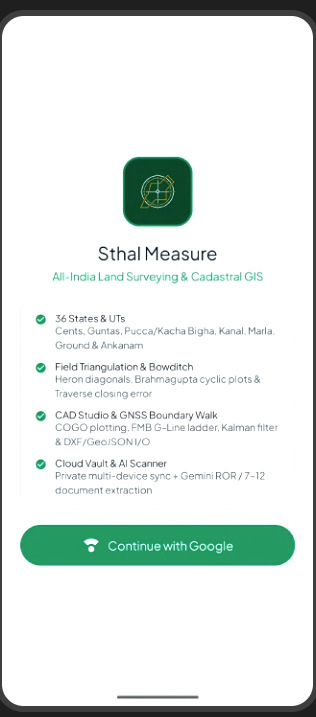 Sthal Measure
All-India Land Surveying & Cadastral GIS
36 States & UTs
Cents, Guntas, Pucca/Kacha Bigha, Kanal, Marla,
Ground & Ankanam
Field Triangulation & Bowditch
Heron diagonals, Brahmagupta cyclic plots &
Traverse closing error
CAD Studio & GNSS Boundary Walk
COGO plotting, FMB G-Line ladder, Kalman filter
& DXF/GeoJSON I/O
Cloud Vault & AI Scanner
Private multi-device sync + Gemini ROR / 7-12
document extraction
Continue with Google